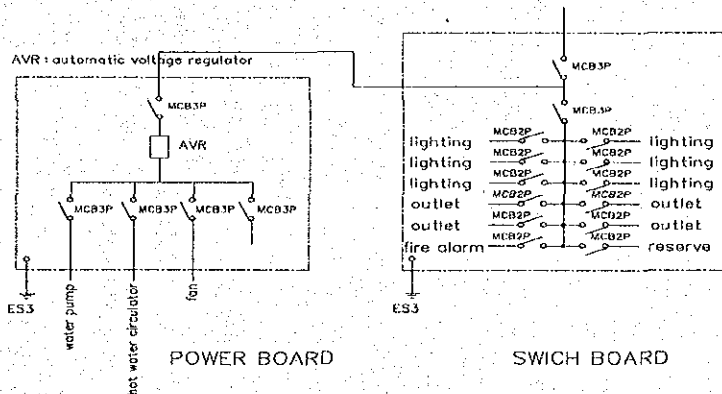 AVR : automatic voltage regulator
MCB3P
AVR
MCB3P MCB3P MCB3P MCB3P
ES3
water pump
hot water circulator
fan
POWER BOARD
MCB3P
MCB3P
lighting MCB2P MCB2P lighting
lighting MCB2P MCB2P lighting
lighting MCB2P MCB2P lighting
outlet MCB2P MCB2P outlet
outlet MCB2P MCB2P outlet
fire alarm MCB2P MCB2P reserve
ES3
SWICH BOARD